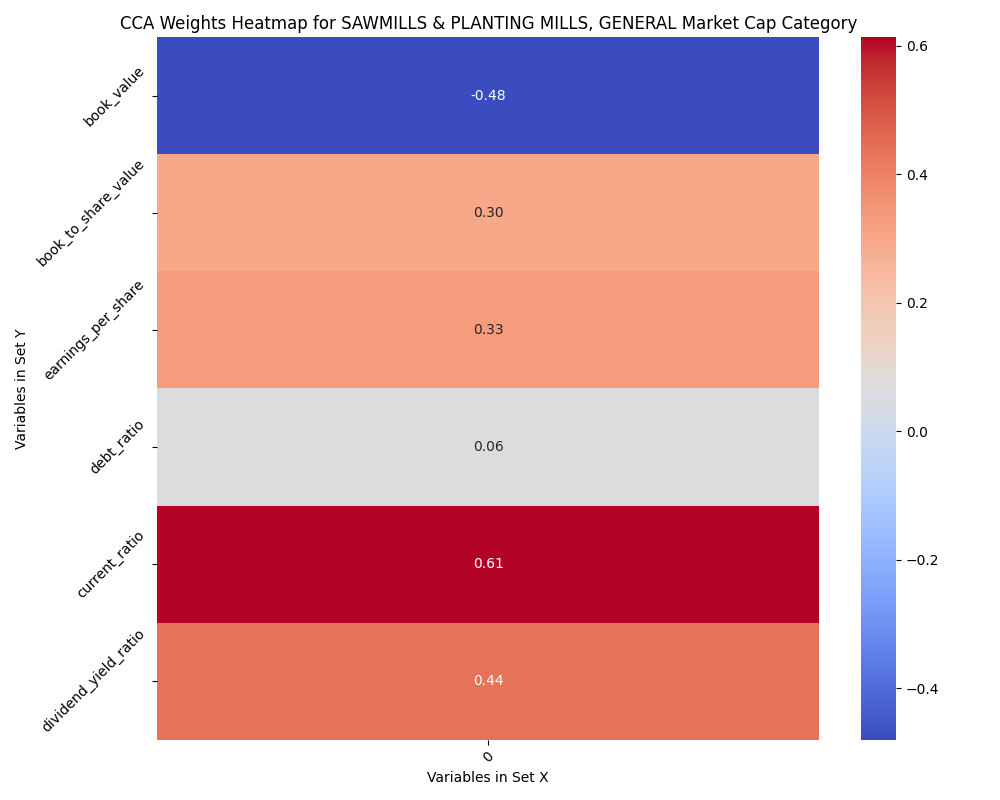 CCA Weights Heatmap for SAWMILLS & PLANTING MILLS, GENERAL Market Cap Category
Variables in Set Y
book_value
-0.48
book_to_share_value
0.30
earnings_per_share
0.33
debt_ratio
0.06
current_ratio
0.61
dividend_yield_ratio
0.44
0
Variables in Set X
0.6
0.4
0.2
0.0
−0.2
−0.4